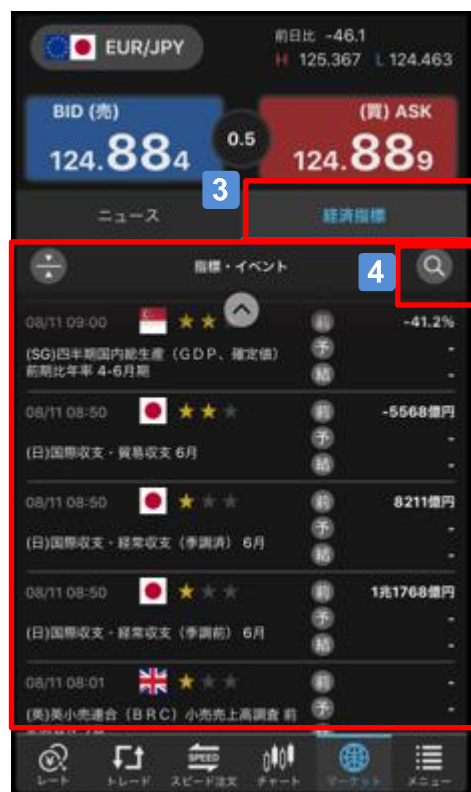 EUR/JPY
前日比 -46.1
H 125.367 L 124.463
BID (売)
(買) ASK
124.884
0.5
124.889
3
ニュース
経済指標
4
指標・イベント
08/11 09:00
前 -41.2%
(SG)四半期国内総生産（GDP、確定値）
予 -
前期比年率 4-6月期
結 -
08/11 08:50
前 -5568億円
予 -
(日)国際収支・貿易収支 6月
結 -
08/11 08:50
前 8211億円
予 -
(日)国際収支・経常収支（季調済） 6月
結 -
08/11 08:50
前 1兆1768億円
予 -
(日)国際収支・経常収支（季調前） 6月
結 -
08/11 08:01
前 -
(英)英小売連合（BRC）小売売上高調査 前
予 -
レート
トレード
SPEED
スピード注文
チャート
マーケット
メニュー